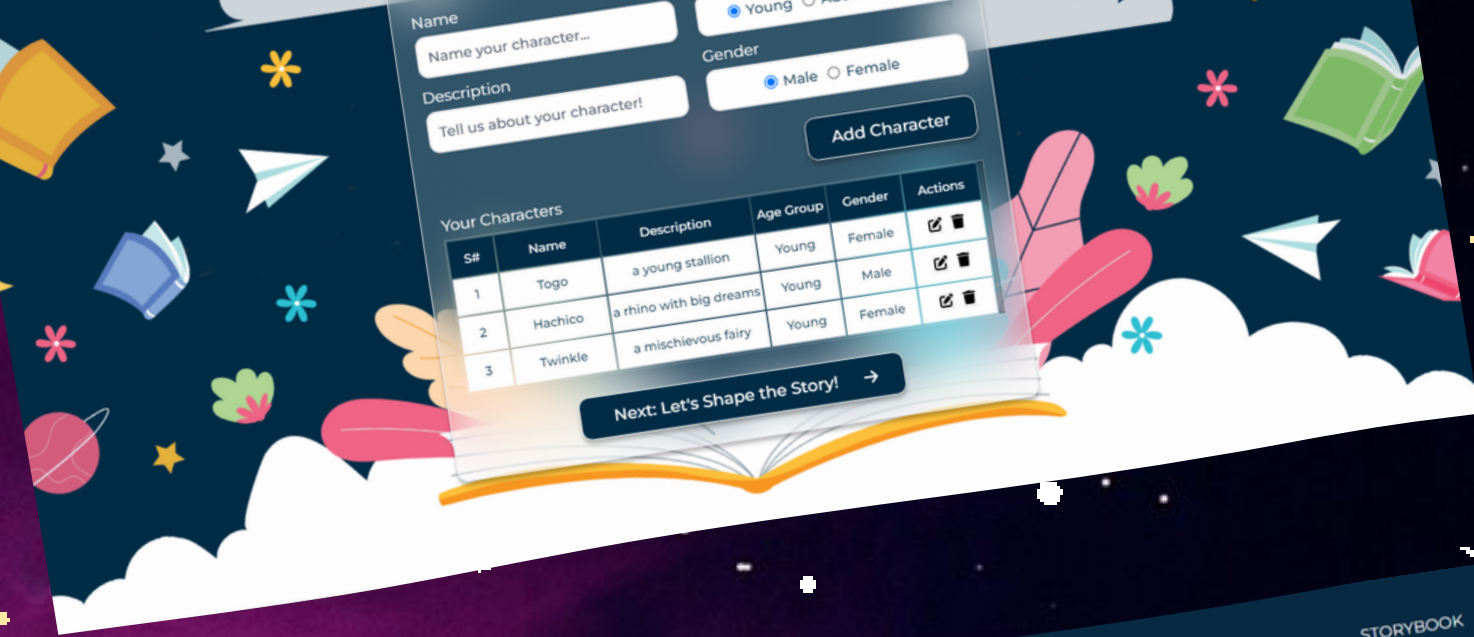 Name
Name your character...
Young
Description
Tell us about your character!
Gender
Male Female
Add Character
Your Characters
S# Name Description Age Group Gender Actions
1 Togo a young stallion Young Female
2 Hachico a rhino with big dreams Young Male
3 Twinkle a mischievous fairy Young Female
Next: Let's Shape the Story! →
STORYBOOK